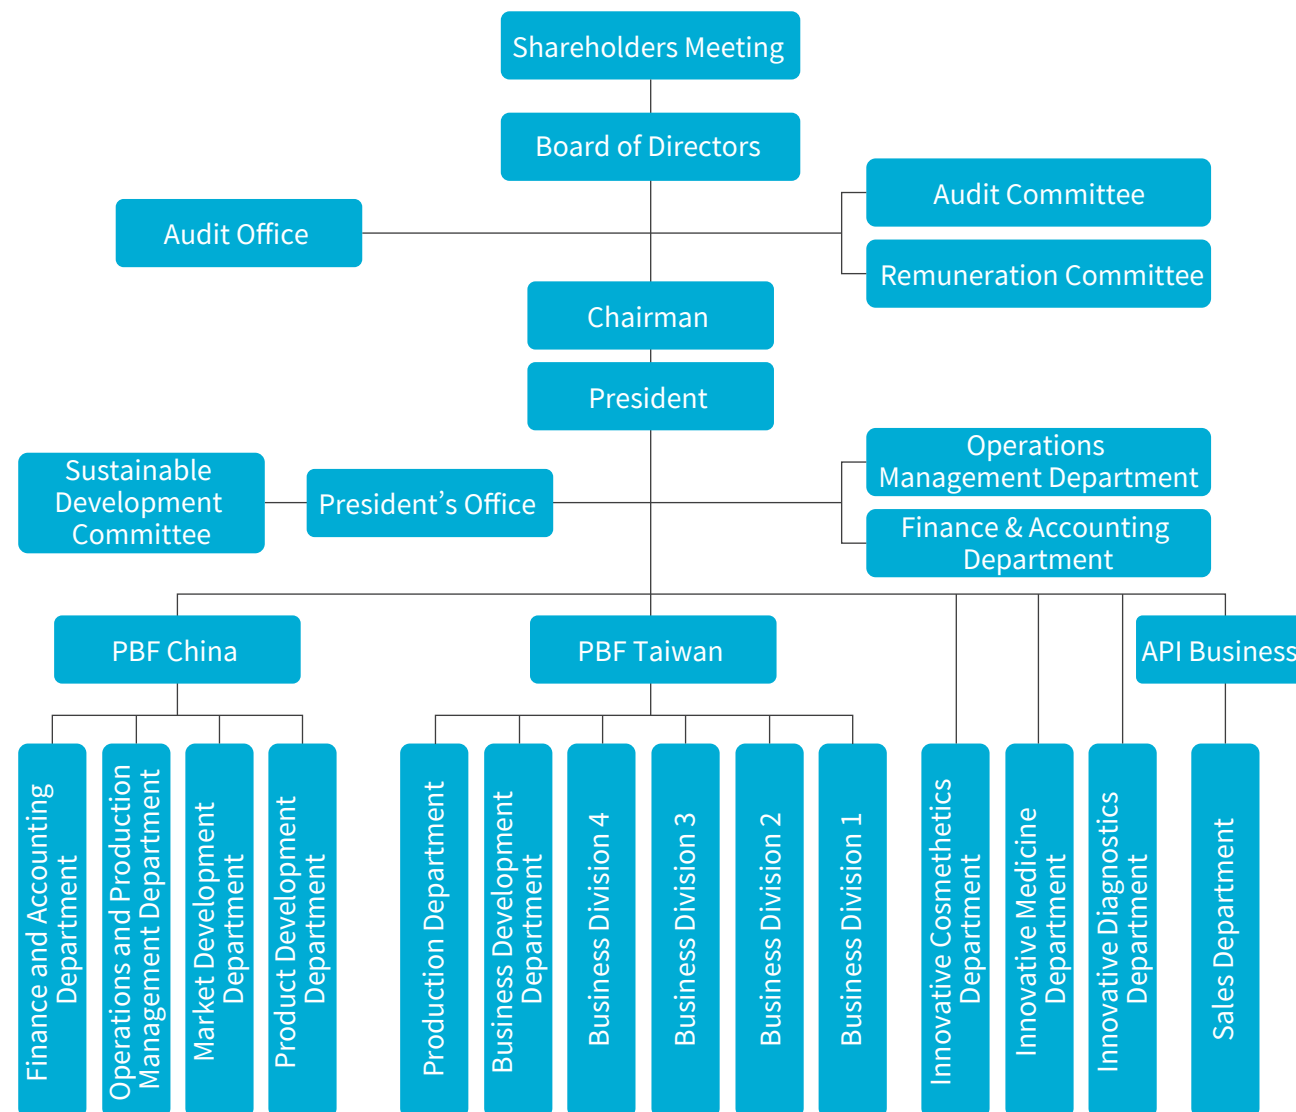 Shareholders Meeting
Board of Directors
Audit Office
Audit Committee
Remuneration Committee
Chairman
President
Sustainable
Development
Committee
President’s Office
Operations
Management Department
Finance & Accounting
Department
PBF China
PBF Taiwan
API Business
Finance and Accounting
Department
Operations and Production
Management Department
Market Development
Department
Product Development
Department
Production Department
Business Development
Department
Business Division 4
Business Division 3
Business Division 2
Business Division 1
Innovative Cosmethetics
Department
Innovative Medicine
Department
Innovative Diagnostics
Department
Sales Department